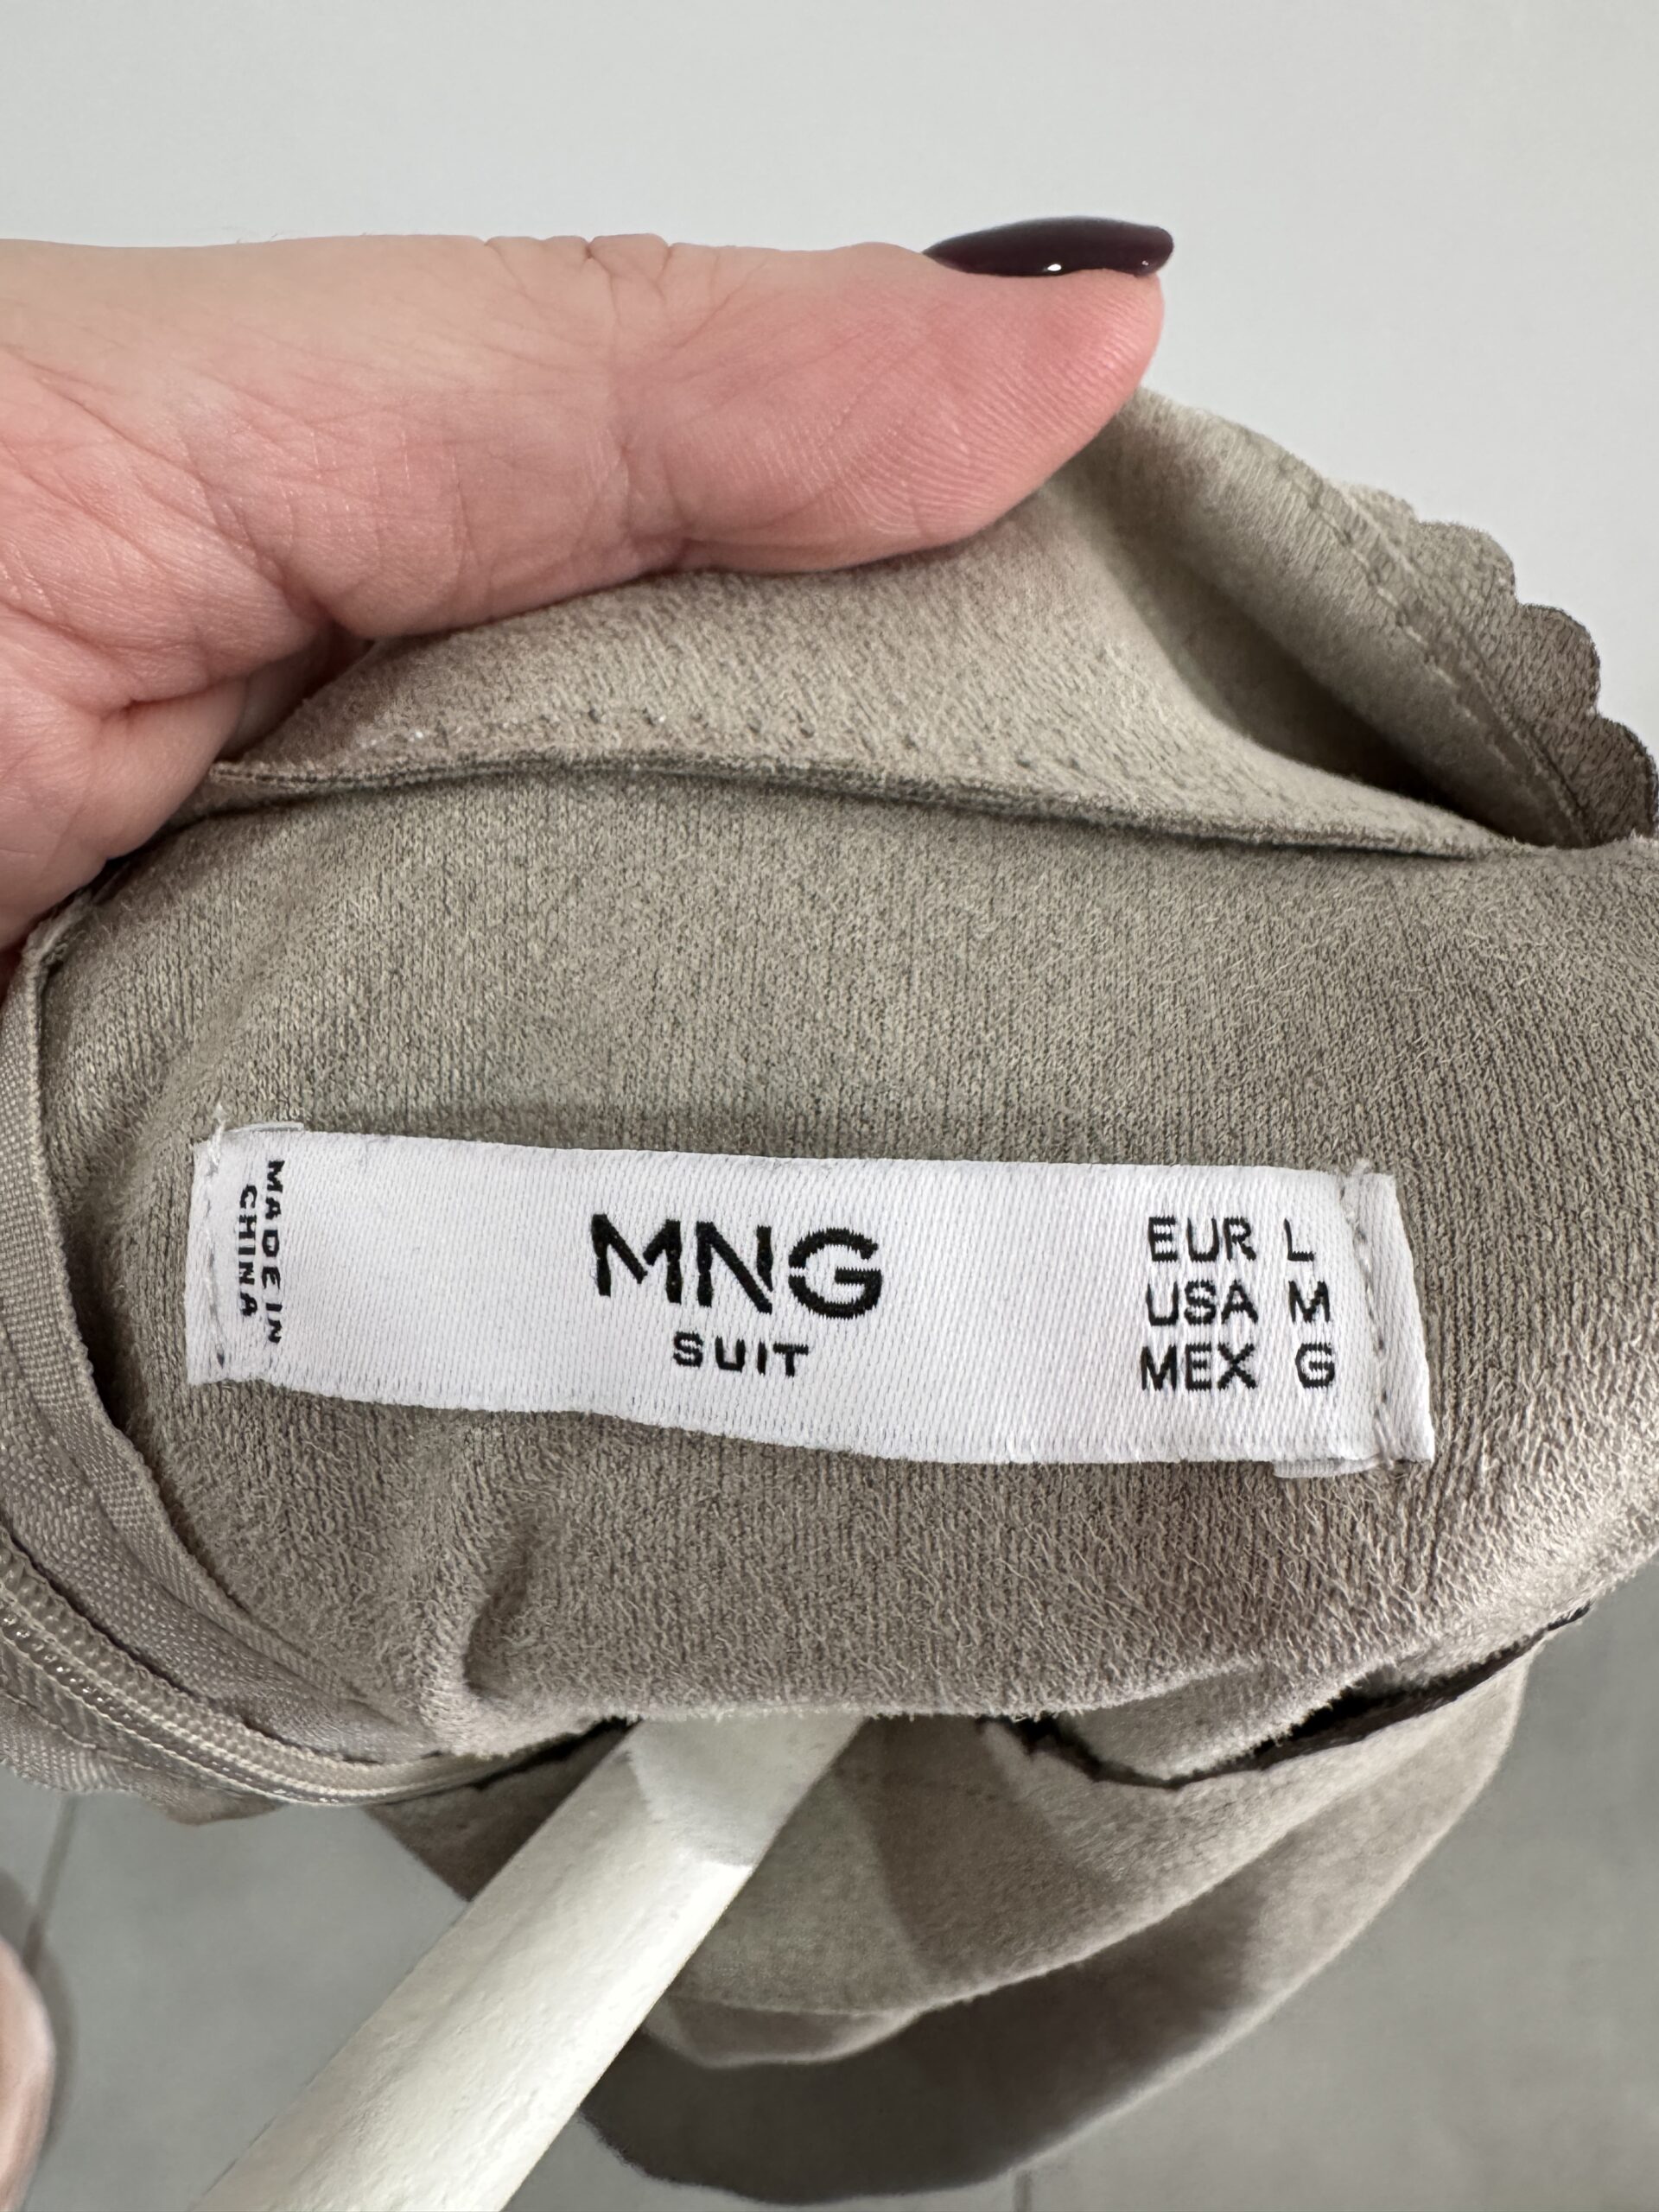 MADE IN
CHINA
MNG
SUIT
EUR L
USA M
MEX G